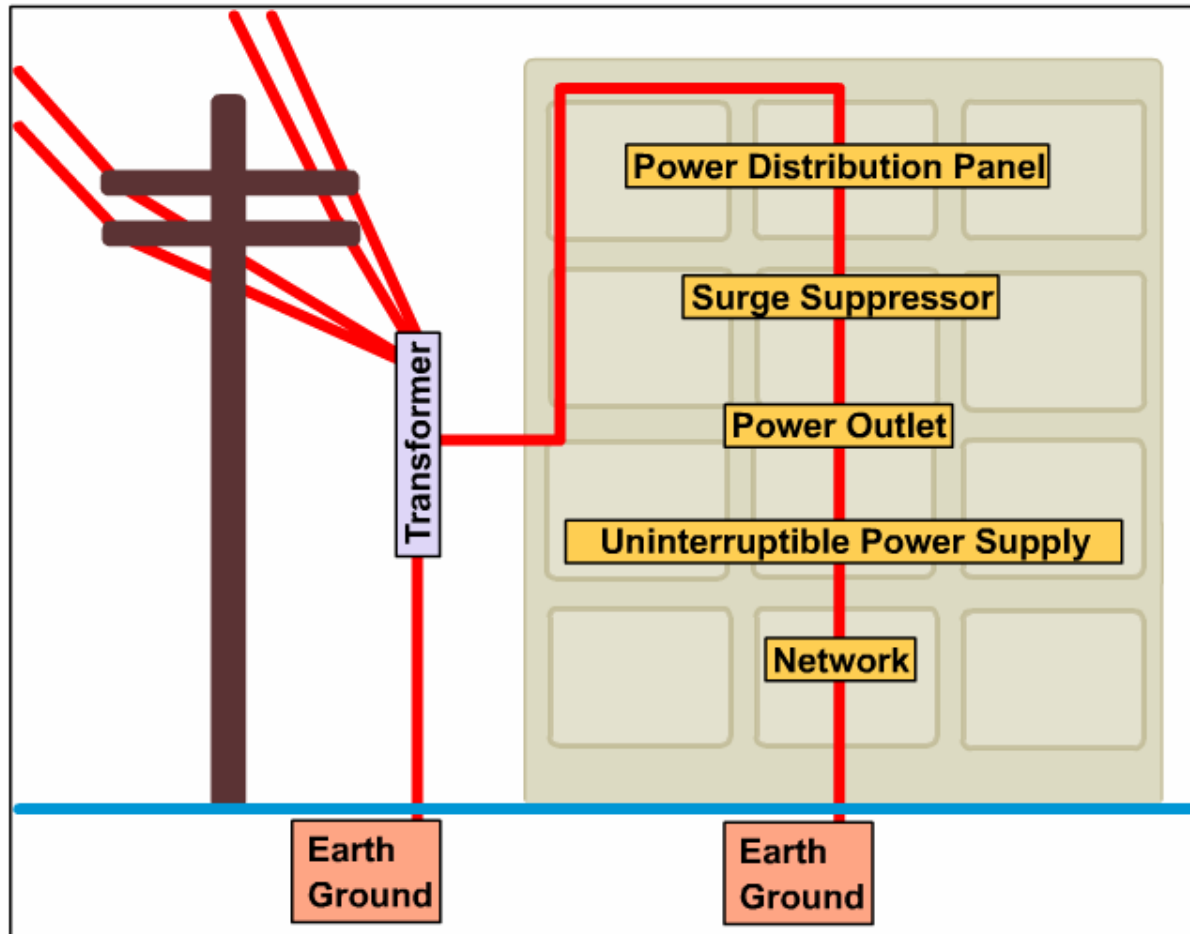 Power Distribution Panel
Surge Suppressor
Transformer
Power Outlet
Uninterruptible Power Supply
Network
Earth
Ground
Earth
Ground